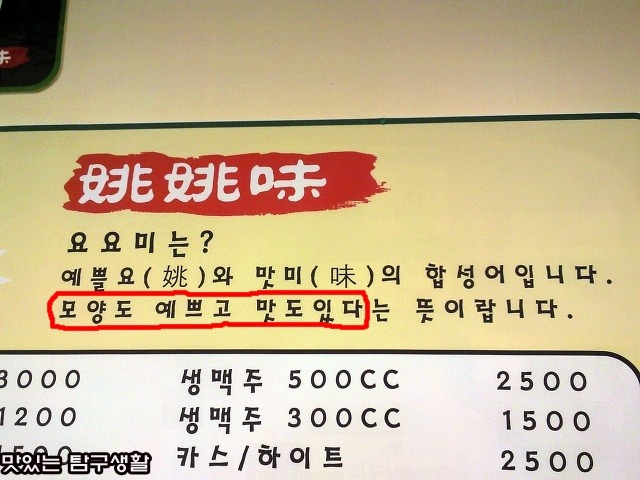 味
姚姚味
요요미는?
예쁠요(姚)와 맛미(味)의 합성어입니다.
모양도 예쁘고 맛도있다는 뜻이랍니다.
3000 생맥주 500CC 2500
1200 생맥주 300CC 1500
카스/하이트 2500
맛있는 탐구생활